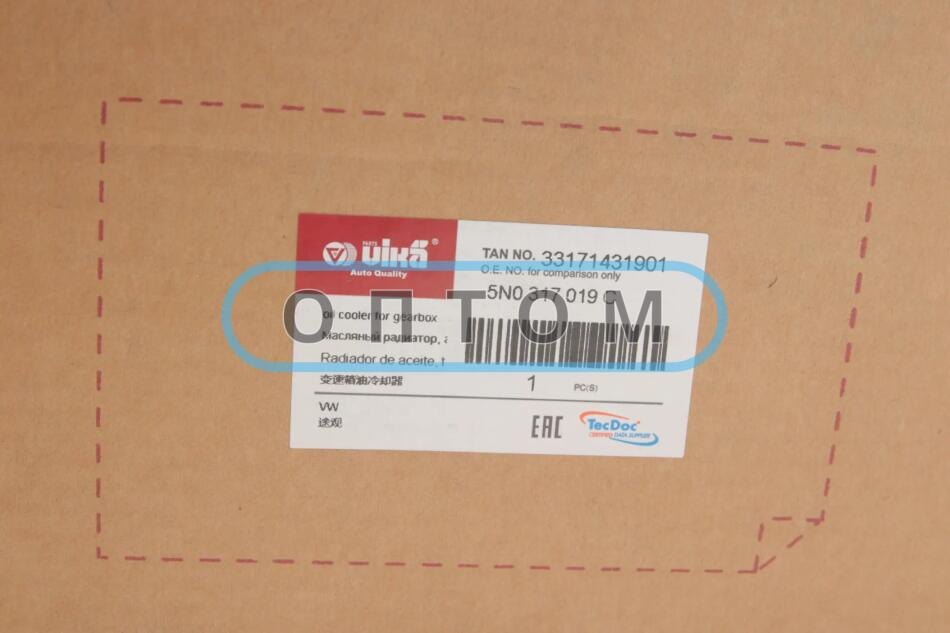 PARTS
vika®
Auto Quality
TAN NO. 33171431901
O.E. NO. for comparison only
5N0 317 019 C
ОПТОМ
oil cooler for gearbox
Масляный радиатор,
Radiador de aceite,
变速箱油冷却器
1 PC(S)
VW
途观
EAC
TecDoc®
CERTIFIED DATA SUPPLIER